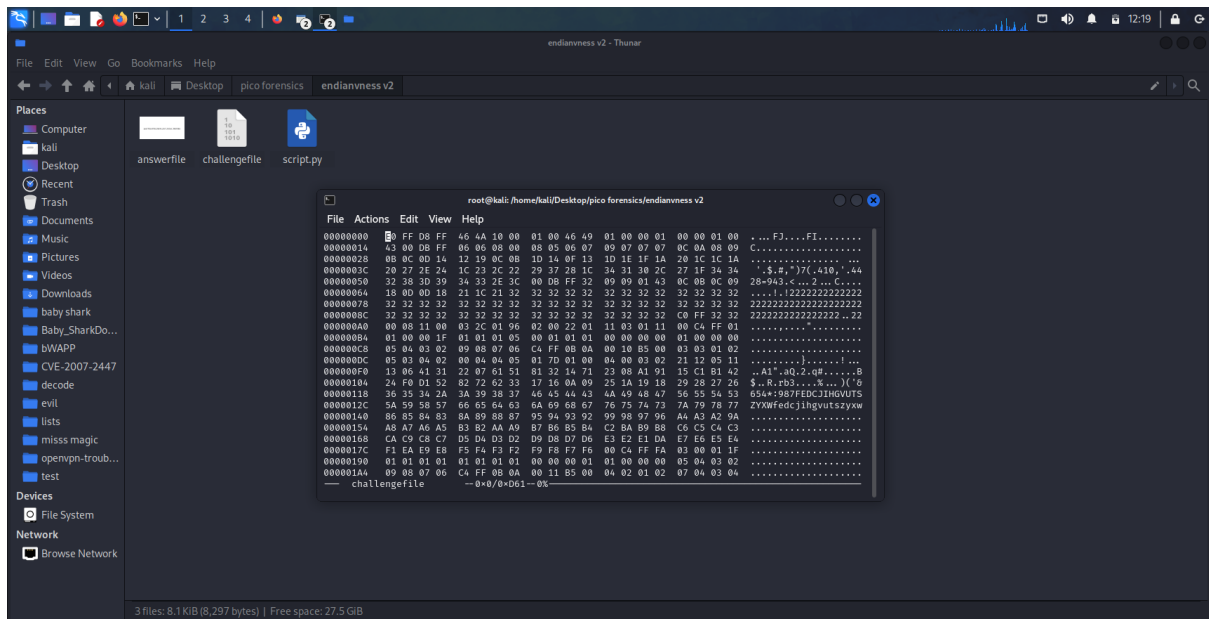 1 2 3 4 2 2 12:19
endianvness v2 - Thunar
File Edit View Go Bookmarks Help
kali Desktop pico forensics endianvness v2
Places
Computer
kali
Desktop
Recent
Trash
Documents
Music
Pictures
Videos
Downloads
baby shark
Baby_SharkDo...
bWAPP
CVE-2007-2447
decode
evil
lists
misss magic
openvpn-troub...
test
Devices
File System
Network
Browse Network
1
10
101
1010
answerfile challengefile script.py
root@kali: /home/kali/Desktop/pico forensics/endianvness v2
File Actions Edit View Help
00000000 E0 FF D8 FF 46 4A 10 00 01 00 46 49 01 00 00 01 00 00 01 00 . ... FJ....FI........
00000014 43 00 DB FF 06 06 08 00 08 05 06 07 09 07 07 07 0C 0A 08 09 C...................
00000028 0B 0C 0D 14 12 19 0C 0B 1D 14 0F 13 1D 1E 1F 1A 20 1C 1C 1A ................ ...
0000003C 20 27 2E 24 1C 23 2C 22 29 37 28 1C 34 31 30 2C 27 1F 34 34 '.$.#,")7(.410,'.44
00000050 32 38 3D 39 34 33 2E 3C 00 DB FF 32 09 09 01 43 0C 0B 0C 09 28=943.< ... 2 ... C....
00000064 18 0D 0D 18 21 1C 21 32 32 32 32 32 32 32 32 32 32 32 32 32 ....!.!2222222222222
00000078 32 32 32 32 32 32 32 32 32 32 32 32 32 32 32 32 32 32 32 32 22222222222222222222
0000008C 32 32 32 32 32 32 32 32 32 32 32 32 32 32 32 32 C0 FF 32 32 2222222222222222 .. 22
000000A0 00 08 11 00 03 2C 01 96 02 00 22 01 11 03 01 11 00 C4 FF 01 .....,....".........
000000B4 01 00 00 1F 01 01 01 05 00 01 01 01 00 00 00 00 01 00 00 00 ....................
000000C8 05 04 03 02 09 08 07 06 C4 FF 0B 0A 00 10 B5 00 03 03 01 02 ....................
000000DC 05 03 04 02 00 04 04 05 01 7D 01 00 04 00 03 02 21 12 05 11 .........}......! ...
000000F0 13 06 41 31 22 07 61 51 81 32 14 71 23 08 A1 91 15 C1 B1 42 ..A1".aQ.2.q#......B
00000104 24 F0 D1 52 82 72 62 33 17 16 0A 09 25 1A 19 18 29 28 27 26 $ .. R.rb3....% ... )('&
00000118 36 35 34 2A 3A 39 38 37 46 45 44 43 4A 49 48 47 56 55 54 53 654*:987FEDCJIHGVUTS
0000012C 5A 59 58 57 66 65 64 63 6A 69 68 67 76 75 74 73 7A 79 78 77 ZYXWfedcjihgvutszyxw
00000140 86 85 84 83 8A 89 88 87 95 94 93 92 99 98 97 96 A4 A3 A2 9A ....................
00000154 A8 A7 A6 A5 B3 B2 AA A9 B7 B6 B5 B4 C2 BA B9 B8 C6 C5 C4 C3 ....................
00000168 CA C9 C8 C7 D5 D4 D3 D2 D9 D8 D7 D6 E3 E2 E1 DA E7 E6 E5 E4 ....................
0000017C F1 EA E9 E8 F5 F4 F3 F2 F9 F8 F7 F6 00 C4 FF FA 03 00 01 1F ....................
00000190 01 01 01 01 01 01 01 01 00 00 00 01 01 00 00 00 05 04 03 02 ....................
000001A4 09 08 07 06 C4 FF 0B 0A 00 11 B5 00 04 02 01 02 07 04 03 04 ....................
challengefile --0×0/0×D61--0%
3 files: 8.1 KiB (8,297 bytes) | Free space: 27.5 GiB